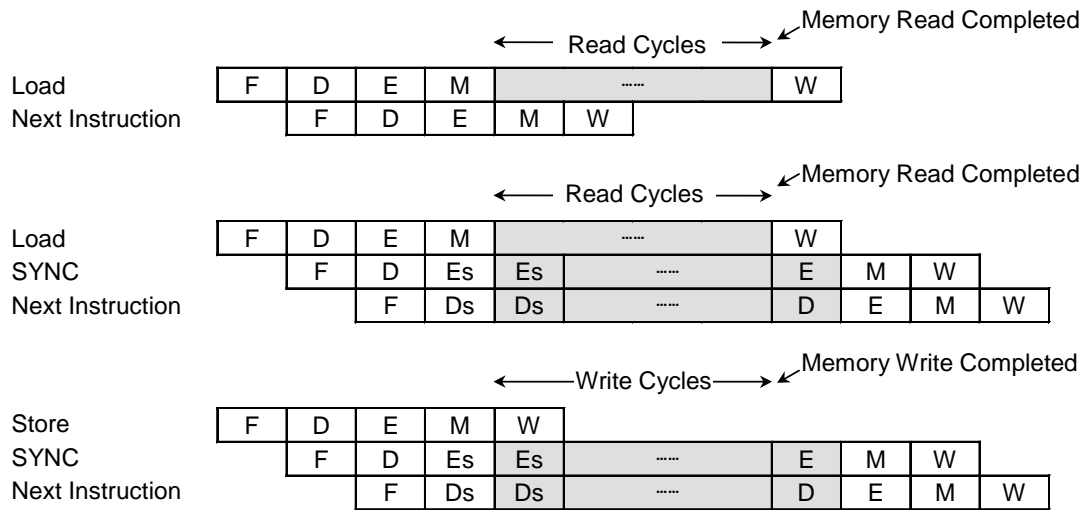 Memory Read Completed
Read Cycles
Load F D E M ...... W
Next Instruction F D E M W
Memory Read Completed
Read Cycles
Load F D E M ...... W
SYNC F D Es Es ...... E M W
Next Instruction F Ds Ds ...... D E M W
Memory Write Completed
Write Cycles
Store F D E M W
SYNC F D Es Es ...... E M W
Next Instruction F Ds Ds ...... D E M W